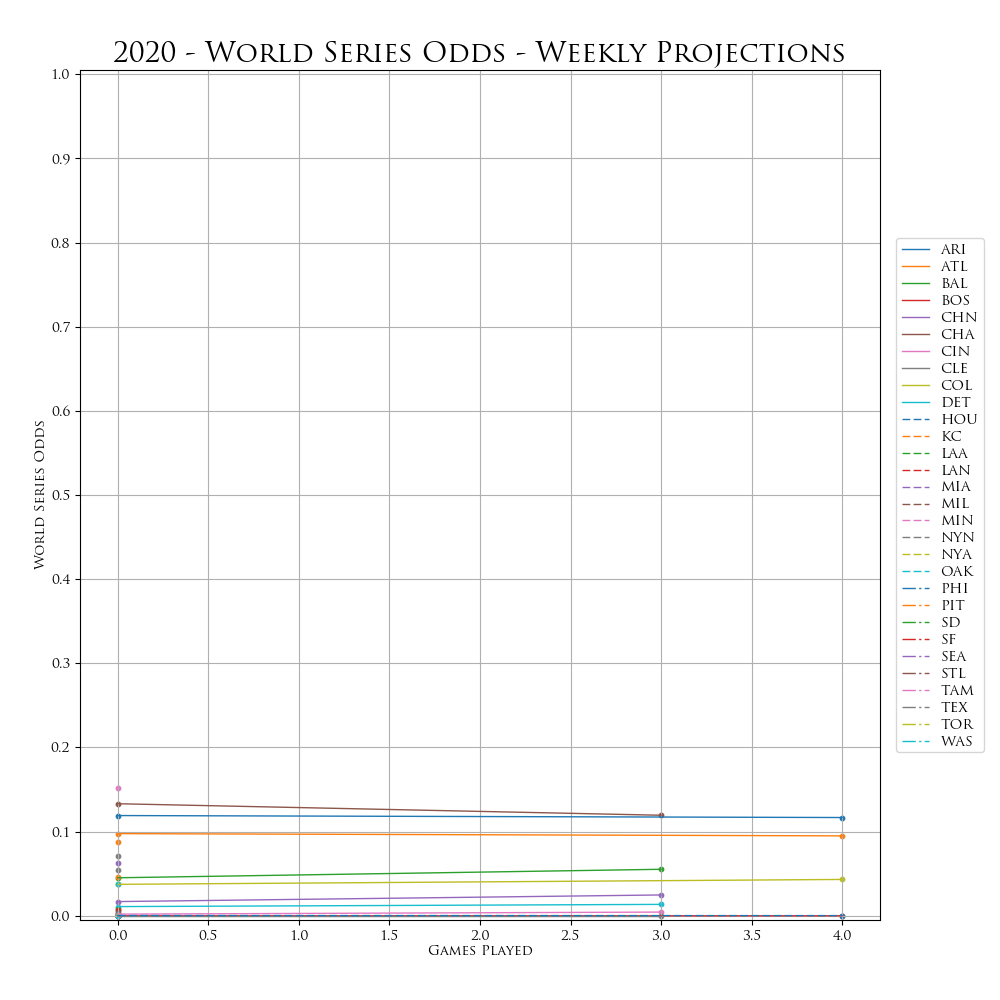 2020 - World Series Odds - Weekly Projections
1.0
0.9
0.8
0.7
0.6
0.5
0.4
0.3
0.2
0.1
0.0
World Series Odds
0.0 0.5 1.0 1.5 2.0 2.5 3.0 3.5 4.0
Games Played
ARI
ATL
BAL
BOS
CHN
CHA
CIN
CLE
COL
DET
HOU
KC
LAA
LAN
MIA
MIL
MIN
NYN
NYA
OAK
PHI
PIT
SD
SF
SEA
STL
TAM
TEX
TOR
WAS